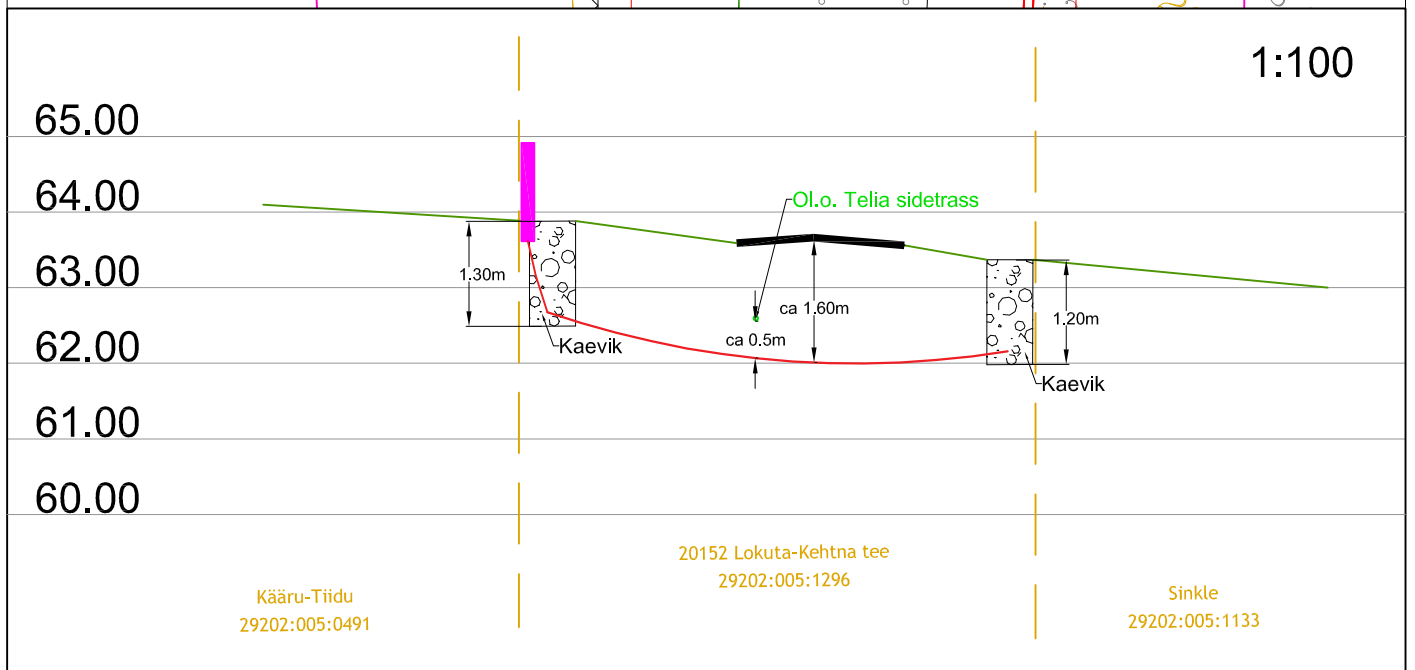 1:100
65.00
64.00
Ol.o. Telia sidetrass
63.00
1.30m
ca 1.60m
1.20m
ca 0.5m
Kaevik
62.00
Kaevik
61.00
60.00
20152 Lokuta-Kehtna tee
29202:005:1296
Kääru-Tiidu
29202:005:0491
Sinkle
29202:005:1133